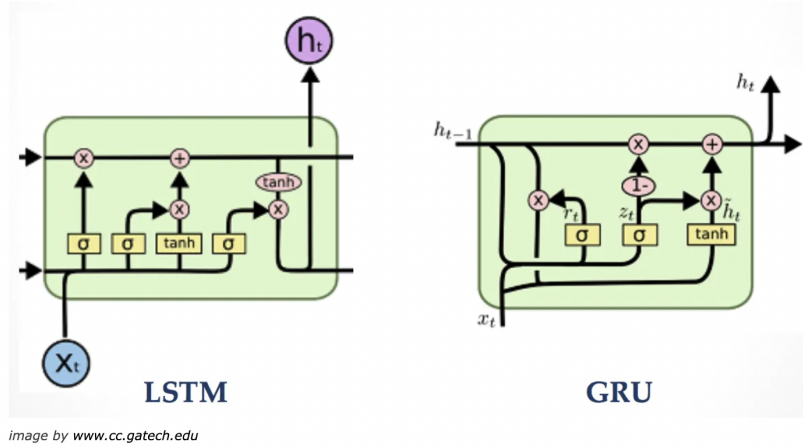 hₜ
x + tanh
x x
σ σ tanh σ
Xₜ
LSTM
hₜ
hₜ₋₁ x +
1-
x rₜ zₜ x h̃ₜ
σ σ tanh
xₜ
GRU
image by www.cc.gatech.edu